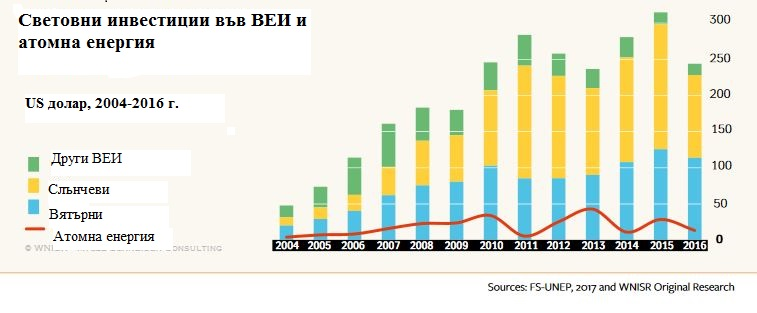 Световни инвестиции във ВЕИ и
атомна енергия
US долар, 2004-2016 г.
Други ВЕИ
Слънчеви
Вятърни
Атомна енергия
© WNI CONSULTING
300
250
200
150
100
50
0
2004 2005 2006 2007 2008 2009 2010 2011 2012 2013 2014 2015 2016
Sources: FS-UNEP, 2017 and WNISR Original Research